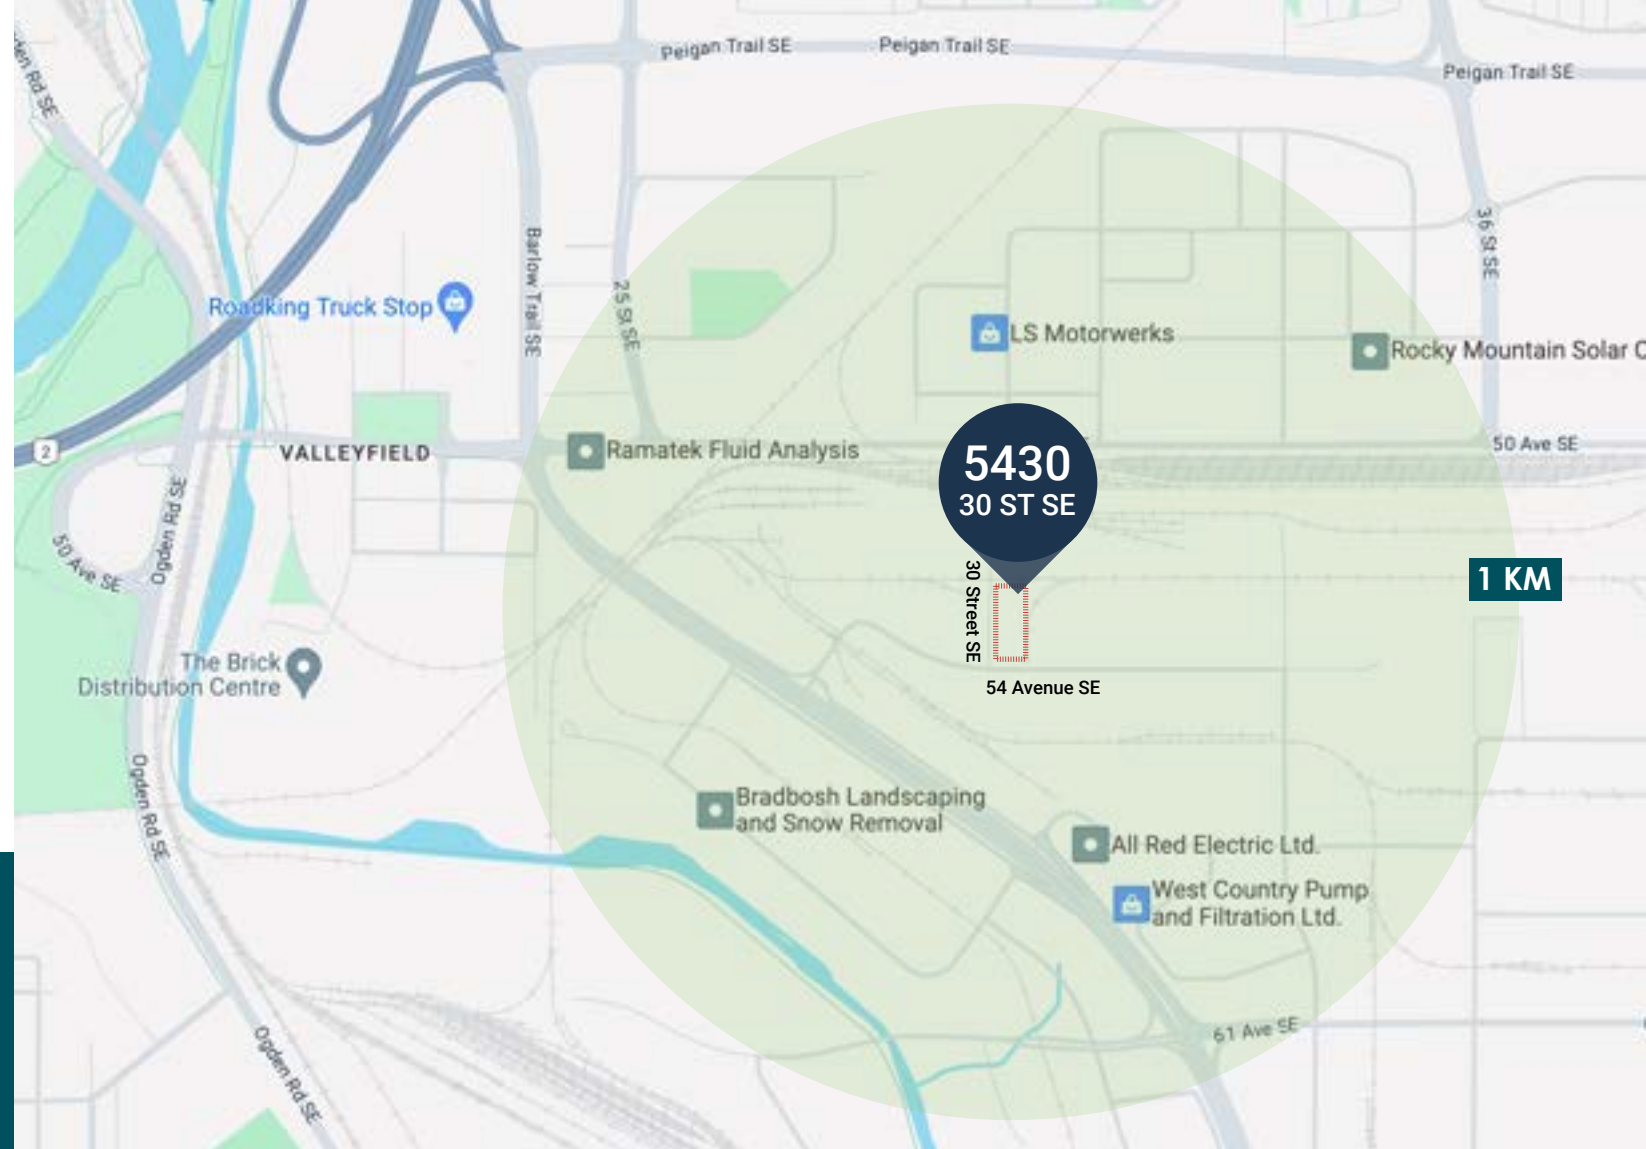 Peigan Trail SE
Peigan Trail SE
Peigan Trail SE
den Rd SE
36 St SE
Barlow Trail SE
25 St SE
Roadking Truck Stop
LS Motorwerks
Rocky Mountain Solar C
2
VALLEYFIELD
Ramatek Fluid Analysis
50 Ave SE
5430
30 ST SE
Ogden Rd SE
50 Ave SE
30 Street SE
1 KM
The Brick
Distribution Centre
54 Avenue SE
Ogden Rd SE
Bradbosh Landscaping
and Snow Removal
All Red Electric Ltd.
West Country Pump
and Filtration Ltd.
61 Ave SE
Ogden Rd SE